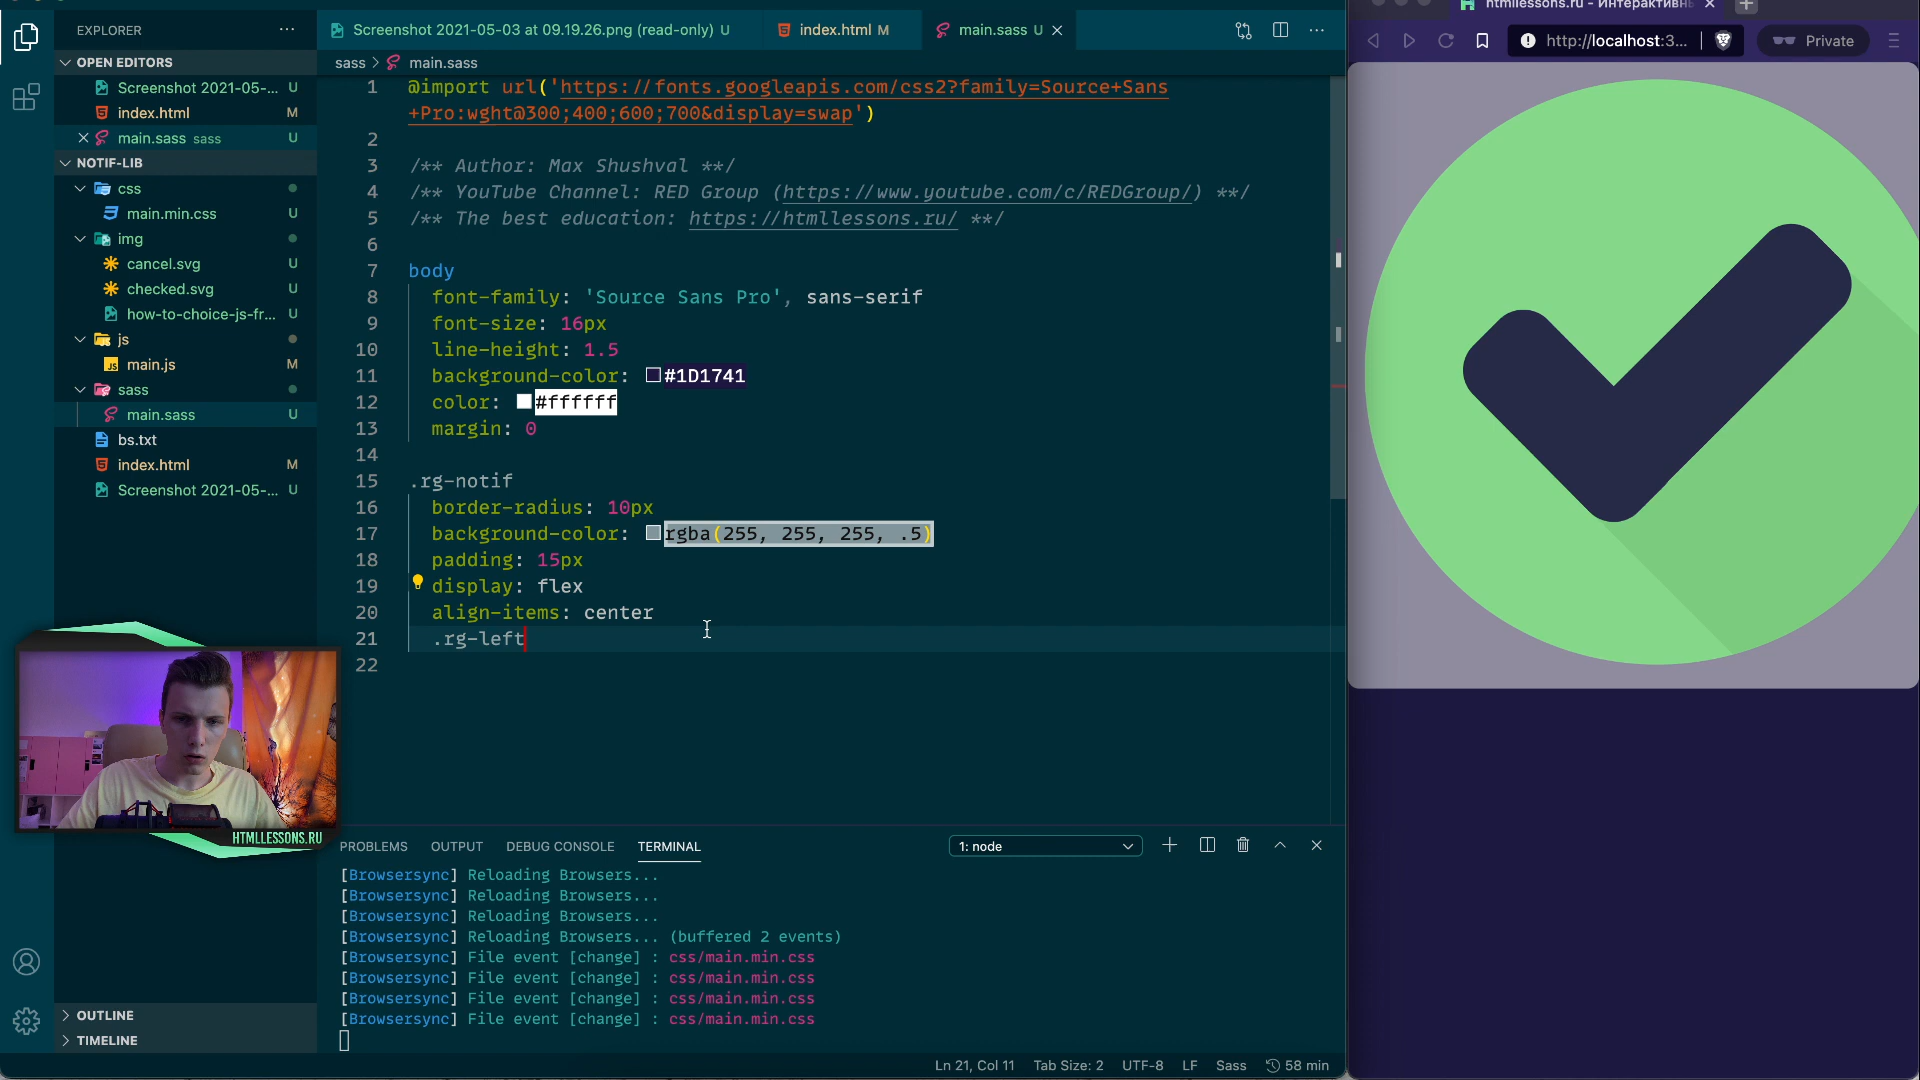 EXPLORER
OPEN EDITORS
Screenshot 2021-05-... U
index.html M
main.sass sass U
NOTIF-LIB
css
main.min.css U
img
cancel.svg U
checked.svg U
how-to-choice-js-fr... U
js
main.js M
sass
main.sass U
bs.txt
index.html M
Screenshot 2021-05-... U
OUTLINE
TIMELINE
Screenshot 2021-05-03 at 09.19.26.png (read-only) U
index.html M
main.sass U
sass > main.sass
1 @import url('https://fonts.googleapis.com/css2?family=Source+Sans
+Pro:wght@300;400;600;700&display=swap')
2
3 /** Author: Max Shushval **/
4 /** YouTube Channel: RED Group (https://www.youtube.com/c/REDGroup/) **/
5 /** The best education: https://htmllessons.ru/ **/
6
7 body
8 font-family: 'Source Sans Pro', sans-serif
9 font-size: 16px
10 line-height: 1.5
11 background-color: #1D1741
12 color: #ffffff
13 margin: 0
14
15 .rg-notif
16 border-radius: 10px
17 background-color: rgba(255, 255, 255, .5)
18 padding: 15px
19 display: flex
20 align-items: center
21 .rg-left
22
HTMLLESSONS.RU
PROBLEMS OUTPUT DEBUG CONSOLE TERMINAL
1: node
[Browsersync] Reloading Browsers...
[Browsersync] Reloading Browsers...
[Browsersync] Reloading Browsers...
[Browsersync] Reloading Browsers... (buffered 2 events)
[Browsersync] File event [change] : css/main.min.css
[Browsersync] File event [change] : css/main.min.css
[Browsersync] File event [change] : css/main.min.css
[Browsersync] File event [change] : css/main.min.css
Ln 21, Col 11 Tab Size: 2 UTF-8 LF Sass 58 min
htmllessons.ru - Интерактивн
http://localhost:3... Private